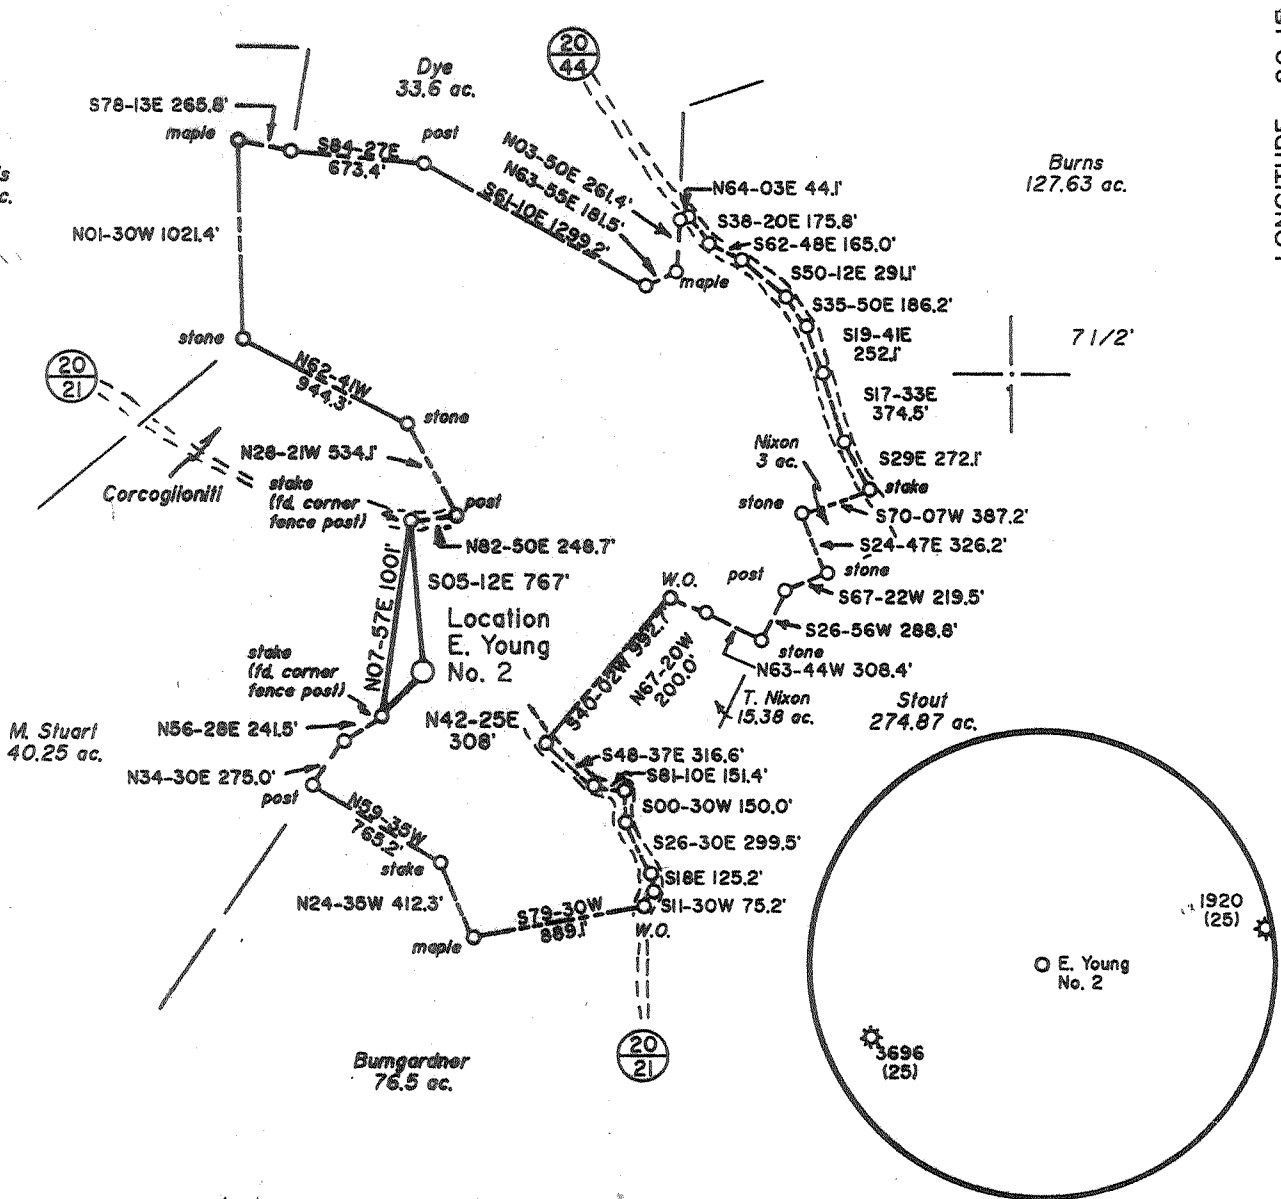 20
44
Dye
33.6 ac.
S78-13E 265.8'
maple
S84-27E
673.4'
post
N03-50E 261.4'
N63-55E 181.5'
S61-10E 1299.2'
N64-03E 44.1'
Burns
127.63 ac.
S38-20E 175.8'
S62-48E 165.0'
N01-30W 1021.4'
S50-12E 291.1'
maple
S35-50E 186.2'
stone
S19-41E
252.1'
7 1/2'
20
21
N62-41W
944.3'
S17-33E
374.5'
stone
N28-21W 534.1'
Nixon
3 ac.
S29E 272.1'
Corcoglioniti
stake
(fd. corner
fence post)
post
stone
stake
S70-07W 387.2'
N82-50E 248.7'
S24-47E 326.2'
stone
N07-57E 1001'
S05-12E 767'
W.O.
post
S67-22W 219.5'
Location
E. Young
No. 2
S26-56W 288.8'
stone
stake
(fd. corner
fence post)
S40-02W 992.7'
N67-20W
200.0'
N63-44W 308.4'
T. Nixon
15.38 ac.
Stout
274.87 ac.
M. Stuart
40.25 ac.
N56-28E 241.5'
N42-25E
308'
S48-37E 316.6'
N34-30E 275.0'
S81-10E 151.4'
post
S00-30W 150.0'
N59-35W
765.2'
S26-30E 299.5'
stake
S18E 125.2'
N24-35W 412.3'
S79-30W
889.1'
S11-30W 75.2'
maple
W.O.
1920
(25)
E. Young
No. 2
3696
(25)
Bumgardner
76.5 ac.
20
21